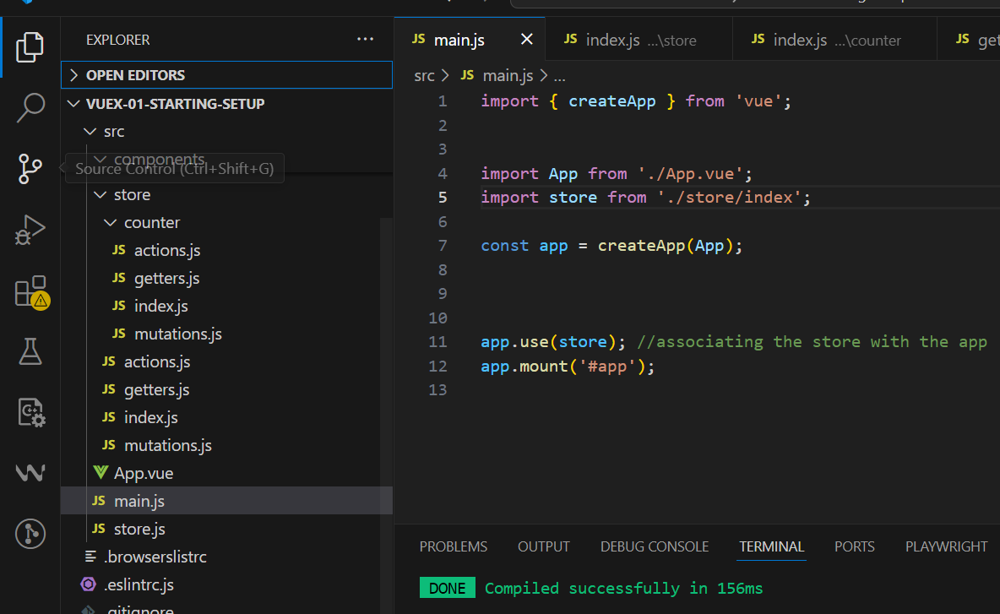 EXPLORER
OPEN EDITORS
VUEX-01-STARTING-SETUP
src
components
Source Control (Ctrl+Shift+G)
store
counter
JS actions.js
JS getters.js
JS index.js
JS mutations.js
JS actions.js
JS getters.js
JS index.js
JS mutations.js
App.vue
JS main.js
JS store.js
.browserslistrc
.eslintrc.js
.gitignore
JS main.js
JS index.js ...\store
JS index.js ...\counter
JS get
src > JS main.js > ...
1 import { createApp } from 'vue';
2
3
4 import App from './App.vue';
5 import store from './store/index';
6
7 const app = createApp(App);
8
9
10
11 app.use(store); //associating the store with the app
12 app.mount('#app');
13
PROBLEMS OUTPUT DEBUG CONSOLE TERMINAL PORTS PLAYWRIGHT
DONE Compiled successfully in 156ms